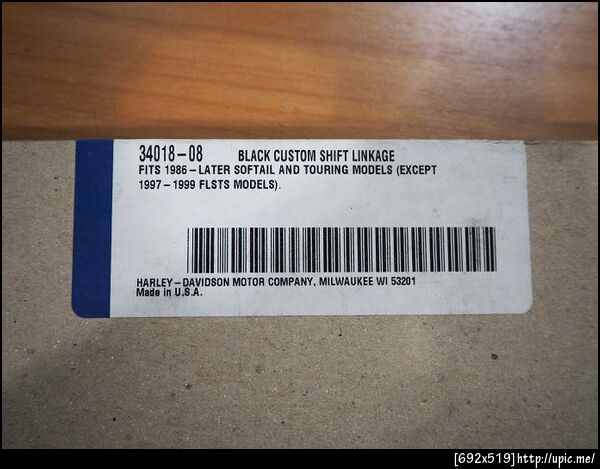 34018-08 BLACK CUSTOM SHIFT LINKAGE
FITS 1986-LATER SOFTAIL AND TOURING MODELS (EXCEPT
1997-1999 FLSTS MODELS).
HARLEY-DAVIDSON MOTOR COMPANY, MILWAUKEE WI 53201
Made in U.S.A.
[692x519]http://upic.me/